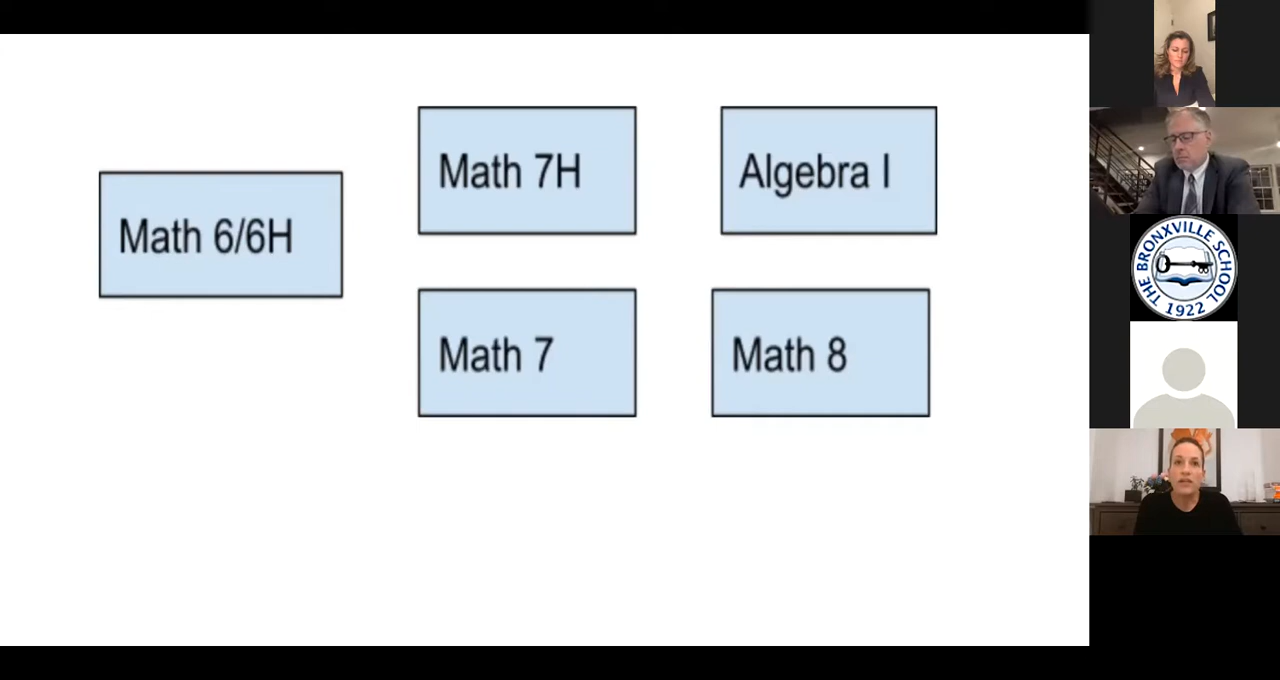 Math 6/6H
Math 7H
Algebra I
Math 7
Math 8
THE BRONXVILLE SCHOOL
1922